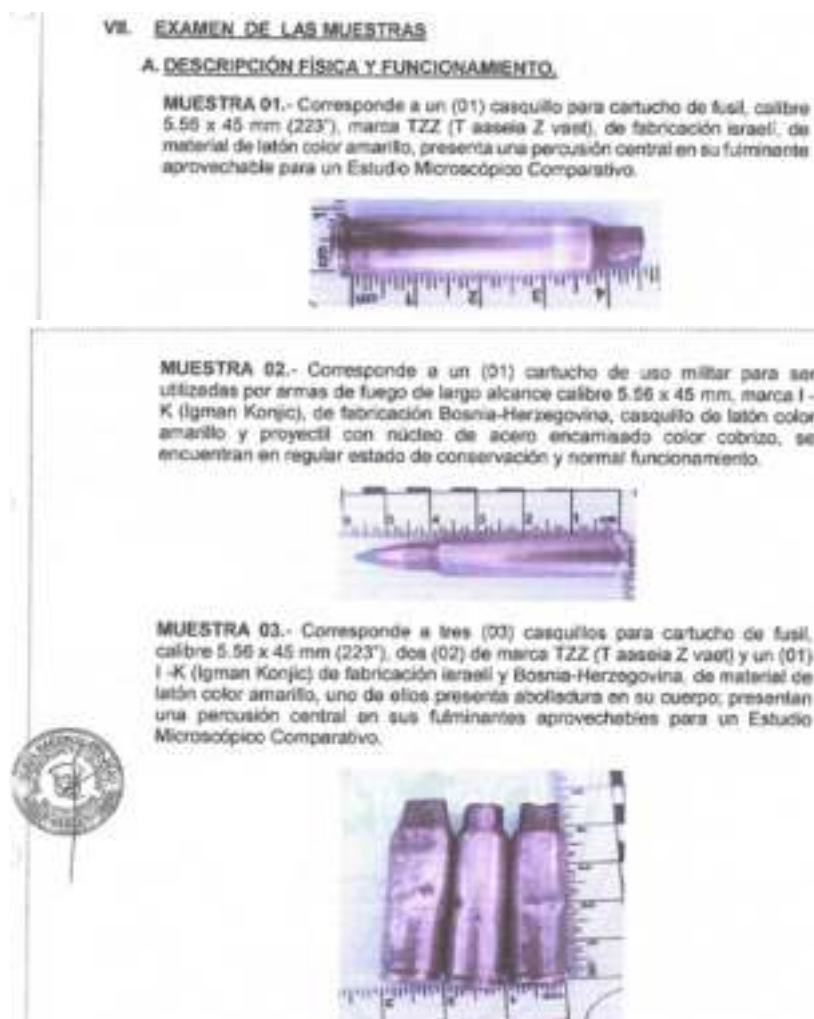 VII. EXAMEN DE LAS MUESTRAS
A. DESCRIPCIÓN FÍSICA Y FUNCIONAMIENTO.
MUESTRA 01.- Corresponde a un (01) casquillo para cartucho de fusil, calibre
5.56 x 45 mm (223"), marca TZZ (T aaseia Z vaet), de fabricación israelí, de
material de latón color amarillo, presenta una percusión central en su fulminante
aprovechable para un Estudio Microscópico Comparativo.
MUESTRA 02.- Corresponde a un (01) cartucho de uso militar para ser
utilizadas por armas de fuego de largo alcance calibre 5.56 x 45 mm, marca I -
K (Igman Konjic), de fabricación Bosnia-Herzegovina, casquillo de latón color
amarillo y proyectil con núcleo de acero encamisado color cobrizo, se
encuentran en regular estado de conservación y normal funcionamiento.
MUESTRA 03.- Corresponde a tres (03) casquillos para cartucho de fusil,
calibre 5.56 x 45 mm (223"), dos (02) de marca TZZ (T aaseia Z vaet) y un (01)
I -K (Igman Konjic) de fabricación israelí y Bosnia-Herzegovina, de material de
latón color amarillo, uno de ellos presenta abolladura en su cuerpo; presentan
una percusión central en sus fulminantes aprovechables para un Estudio
Microscópico Comparativo.